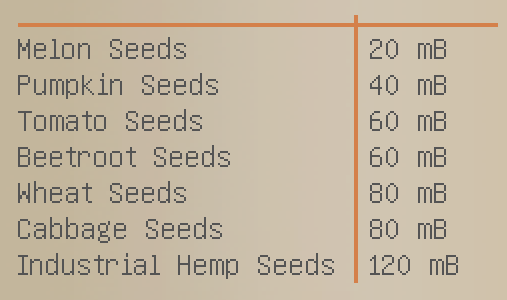 Melon Seeds 20 mB
Pumpkin Seeds 40 mB
Tomato Seeds 60 mB
Beetroot Seeds 60 mB
Wheat Seeds 80 mB
Cabbage Seeds 80 mB
Industrial Hemp Seeds 120 mB